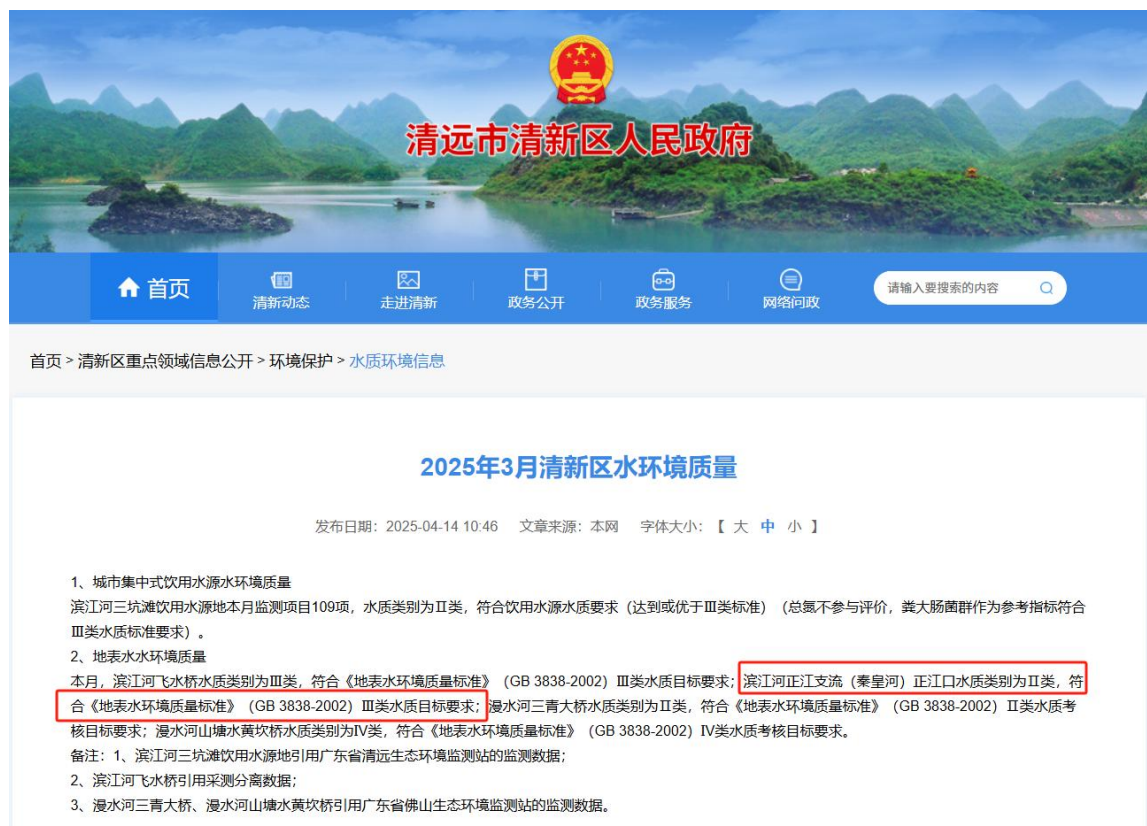 清远市清新区人民政府
首页
清新动态
走进清新
政务公开
政务服务
网络问政
请输入要搜索的内容
首页 > 清新区重点领域信息公开 > 环境保护 > 水质环境信息
2025年3月清新区水环境质量
发布日期：2025-04-14 10:46 文章来源：本网 字体大小：【 大 中 小 】
1、城市集中式饮用水源水环境质量
滨江河三坑滩饮用水源地本月监测项目109项，水质类别为Ⅱ类，符合饮用水源水质要求（达到或优于Ⅲ类标准）（总氮不参与评价，粪大肠菌群作为参考指标符合
Ⅲ类水质标准要求）。
2、地表水水环境质量
本月，滨江河飞水桥水质类别为Ⅲ类，符合《地表水环境质量标准》（GB 3838-2002）Ⅲ类水质目标要求；滨江河正江支流（秦皇河）正江口水质类别为Ⅱ类，符
合《地表水环境质量标准》（GB 3838-2002）Ⅲ类水质目标要求；漫水河三青大桥水质类别为Ⅱ类，符合《地表水环境质量标准》（GB 3838-2002）Ⅱ类水质考
核目标要求；漫水河山塘水黄坎桥水质类别为Ⅳ类，符合《地表水环境质量标准》（GB 3838-2002）Ⅳ类水质考核目标要求。
备注：1、滨江河三坑滩饮用水源地引用广东省清远生态环境监测站的监测数据；
2、滨江河飞水桥引用采测分离数据；
3、漫水河三青大桥、漫水河山塘水黄坎桥引用广东省佛山生态环境监测站的监测数据。